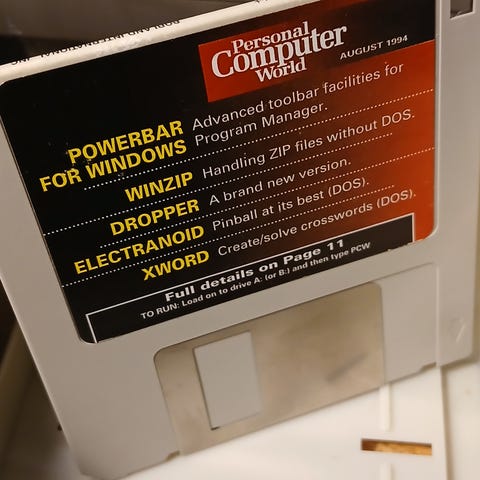 Personal
Computer
World
AUGUST 1994
POWERBAR
FOR WINDOWS
Advanced toolbar facilities for
Program Manager.
WINZIP Handling ZIP files without DOS.
DROPPER A brand new version.
ELECTRANOID Pinball at its best (DOS).
XWORD Create/solve crosswords (DOS).
Full details on Page 11
TO RUN: Load on to drive A: (or B:) and then type PCW